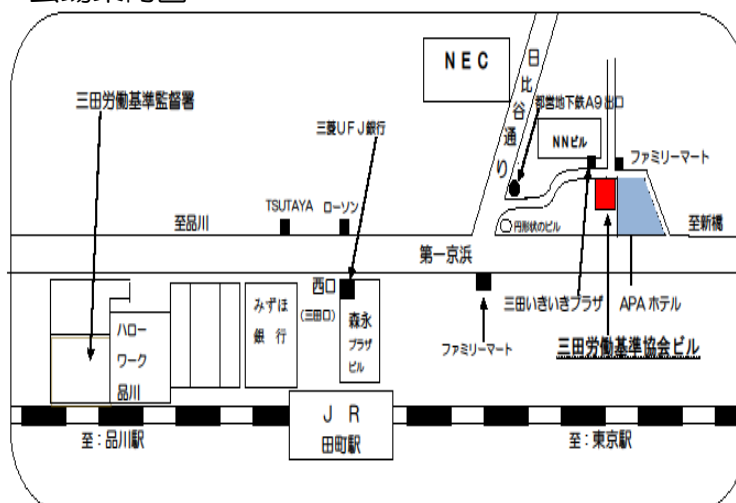 NEC
日比谷通り
三田労働基準監督署
都営地下鉄A9出口
三菱UFJ銀行
NNビル
ファミリーマート
TSUTAYA
ローソン
至品川
円形状のビル
至新橋
第一京浜
西口
(三田口)
みずほ
銀 行
森永
プラザ
ビル
ファミリーマート
三田いきいきプラザ
APAホテル
三田労働基準協会ビル
ハロー
ワーク
品川
JR
田町駅
至:品川駅
至:東京駅